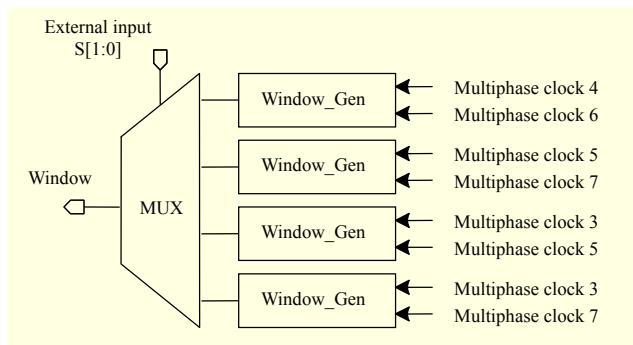 External input
S[1:0]
Window
MUX
Window_Gen
Multiphase clock 4
Multiphase clock 6
Window_Gen
Multiphase clock 5
Multiphase clock 7
Window_Gen
Multiphase clock 3
Multiphase clock 5
Window_Gen
Multiphase clock 3
Multiphase clock 7